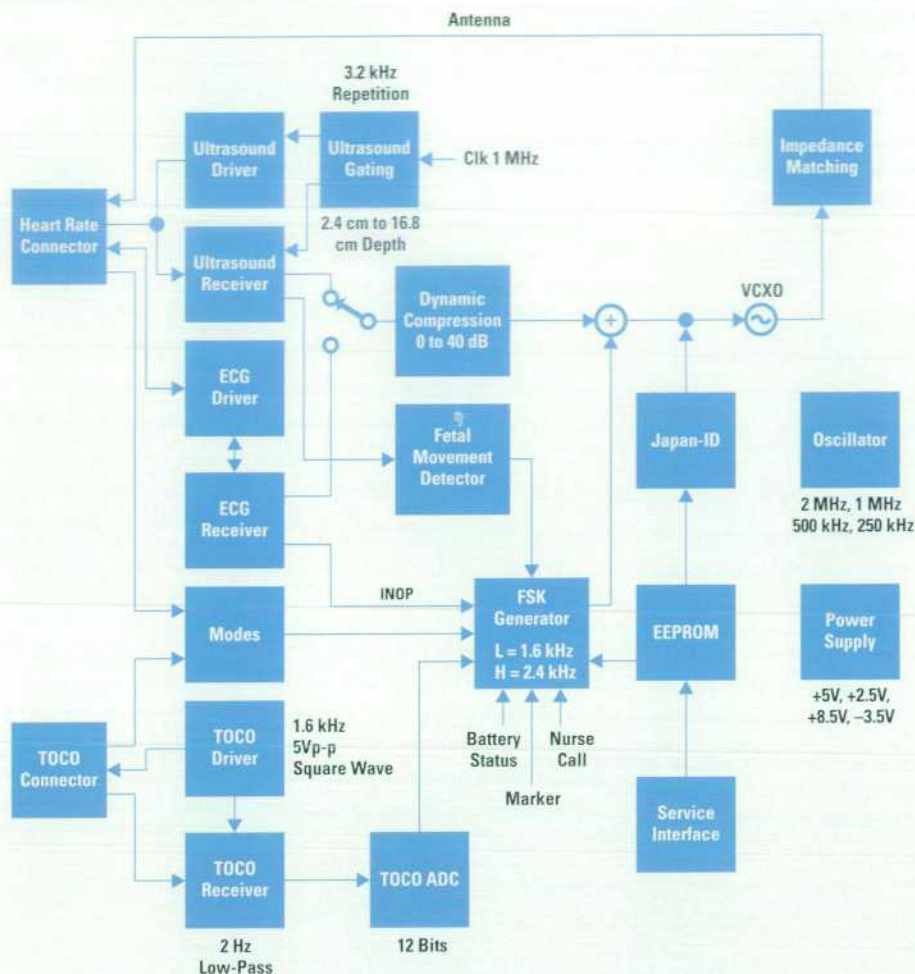 Antenna
3.2 kHz
Repetition
Ultrasound
Driver
Ultrasound
Gating
Clk 1 MHz
Impedance
Matching
Heart Rate
Connector
2.4 cm to 16.8
cm Depth
Ultrasound
Receiver
Dynamic
Compression
0 to 40 dB
+
VCXO
ECG
Driver
Fetal
Movement
Detector
Japan-ID
Oscillator
2 MHz, 1 MHz
500 kHz, 250 kHz
ECG
Receiver
INOP
FSK
Generator
L = 1.6 kHz
H = 2.4 kHz
Modes
EEPROM
Power
Supply
+5V, +2.5V,
+8.5V, –3.5V
TOCO
Connector
TOCO
Driver
1.6 kHz
5Vp-p
Square Wave
Battery
Status
Nurse
Call
Marker
Service
Interface
TOCO
Receiver
TOCO ADC
2 Hz
Low-Pass
12 Bits